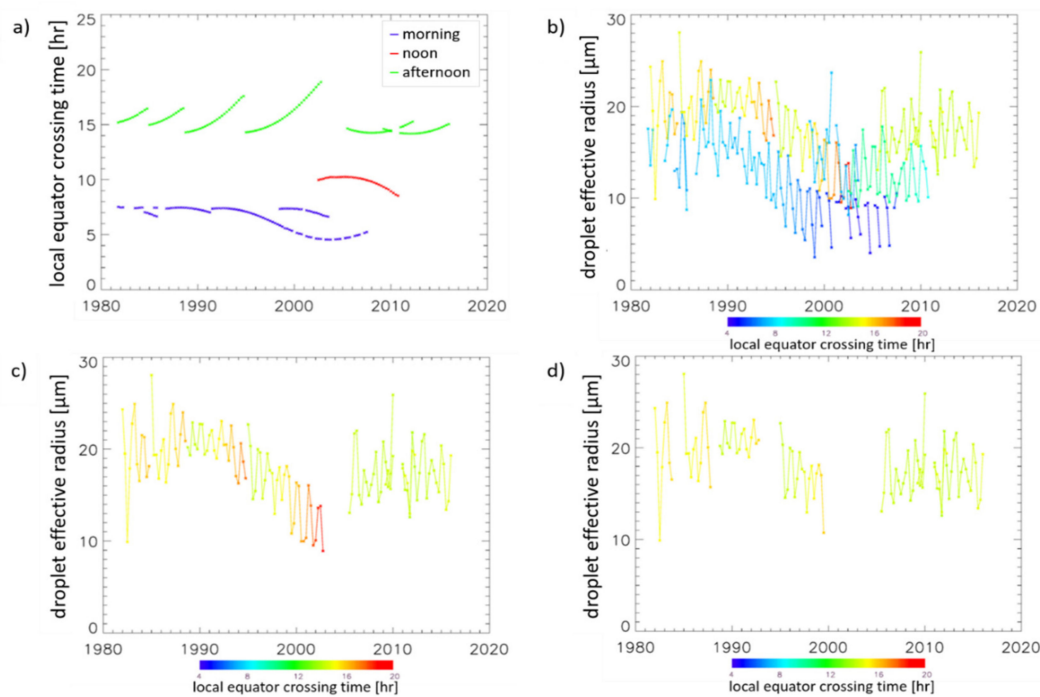 a)
local equator crossing time [hr]
25
20
15
10
5
0
1980 1990 2000 2010 2020
morning
noon
afternoon
b)
droplet effective radius [µm]
30
20
10
0
1980 1990 2000 2010 2020
4 8 12 16 20
local equator crossing time [hr]
c)
droplet effective radius [µm]
30
20
10
0
1980 1990 2000 2010 2020
4 8 12 16 20
local equator crossing time [hr]
d)
droplet effective radius [µm]
30
20
10
0
1980 1990 2000 2010 2020
4 8 12 16 20
local equator crossing time [hr]